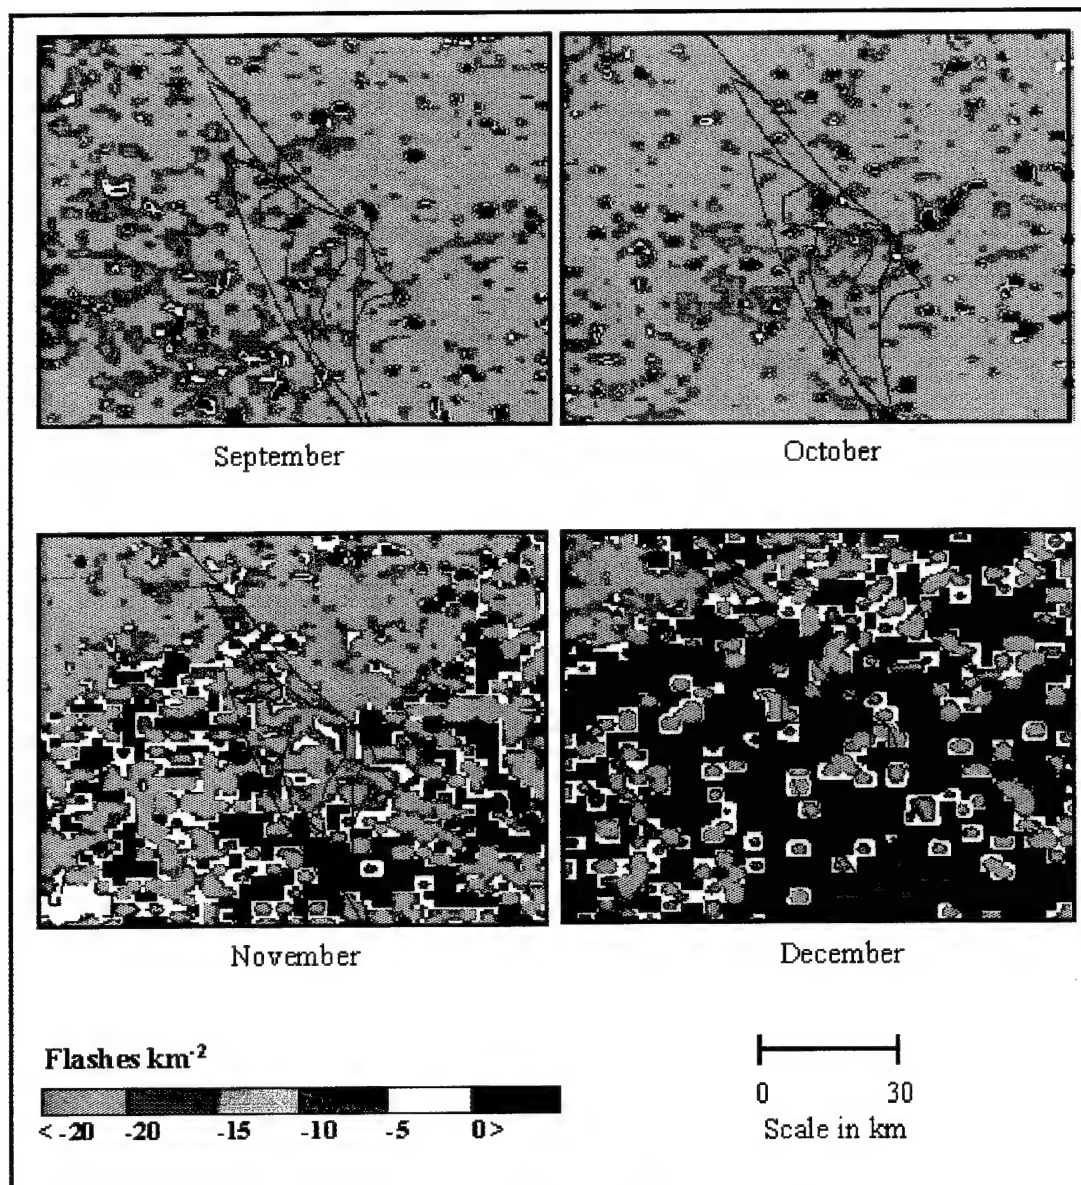 September
October
November
December
Flashes km-2
< -20 -20 -15 -10 -5 0 >
0 30
Scale in km